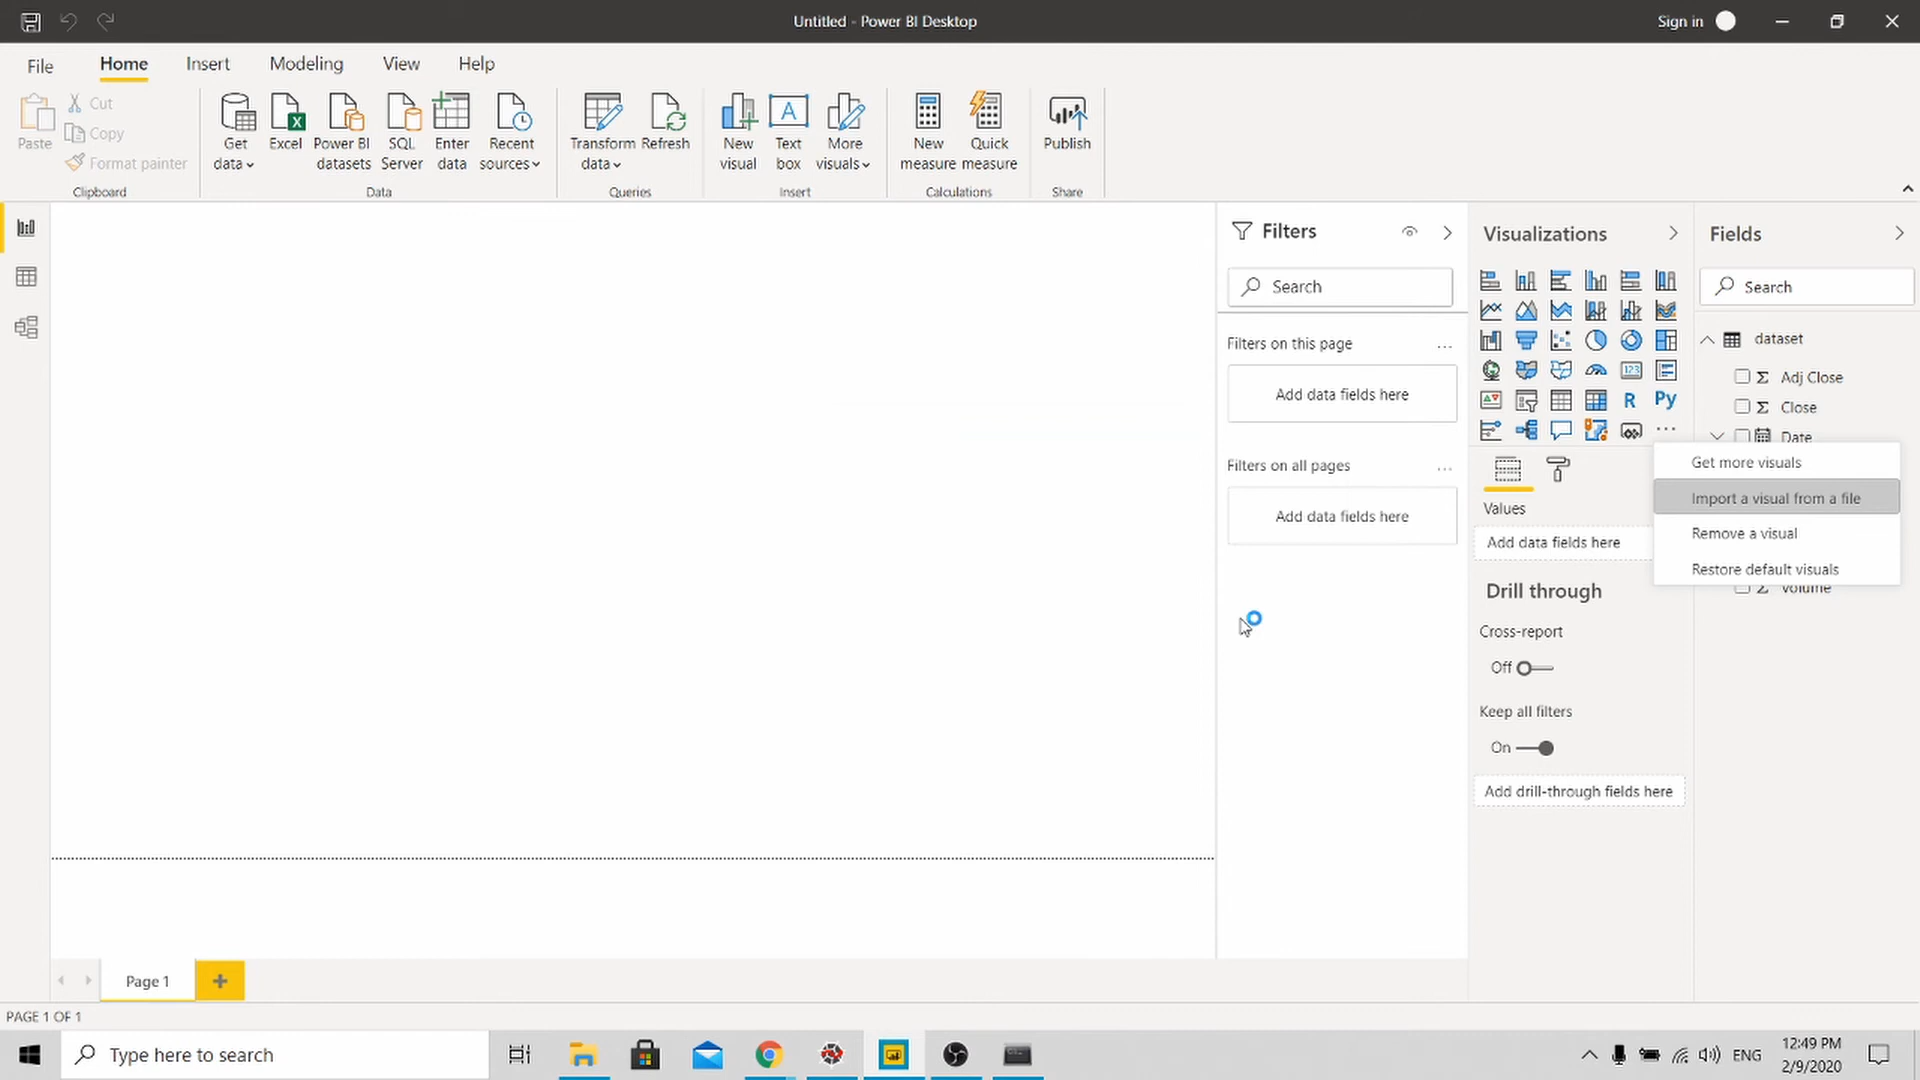 Untitled - Power BI Desktop
Sign in
File
Home
Insert
Modeling
View
Help
Paste
Cut
Copy
Format painter
Clipboard
Get
data
Excel
Power BI
datasets
SQL
Server
Enter
data
Recent
sources
Data
Transform
data
Refresh
Queries
New
visual
Text
box
More
visuals
Insert
New
measure
Quick
measure
Calculations
Publish
Share
Filters
Search
Filters on this page
...
Add data fields here
Filters on all pages
...
Add data fields here
Visualizations
123
R
Py
...
Values
Add data fields here
Drill through
Cross-report
Off
Keep all filters
On
Add drill-through fields here
Fields
Search
dataset
Σ Adj Close
Σ Close
Date
Get more visuals
Import a visual from a file
Remove a visual
Restore default visuals
Σ Volume
Page 1
PAGE 1 OF 1
Type here to search
ENG
12:49 PM
2/9/2020